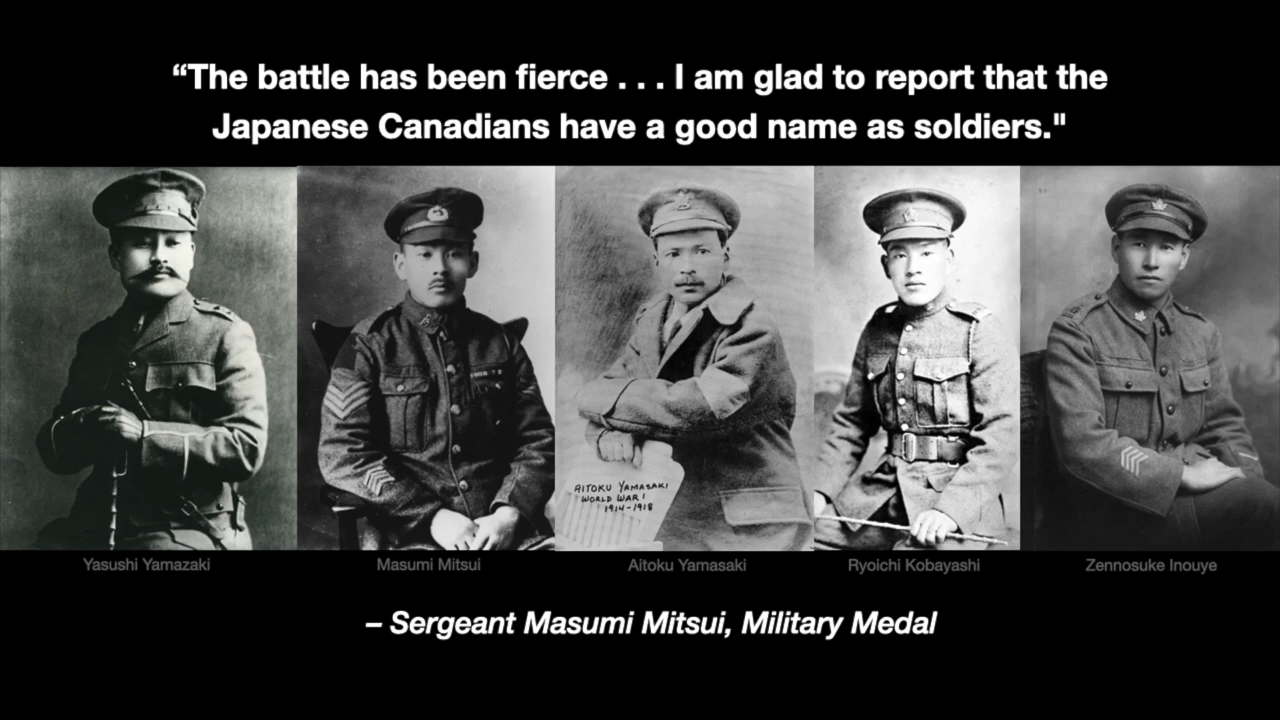 “The battle has been fierce . . . I am glad to report that the
Japanese Canadians have a good name as soldiers."
AITOKU YAMASAKI
WORLD WAR I
1914-1918
Yasushi Yamazaki
Masumi Mitsui
Aitoku Yamasaki
Ryoichi Kobayashi
Zennosuke Inouye
– Sergeant Masumi Mitsui, Military Medal